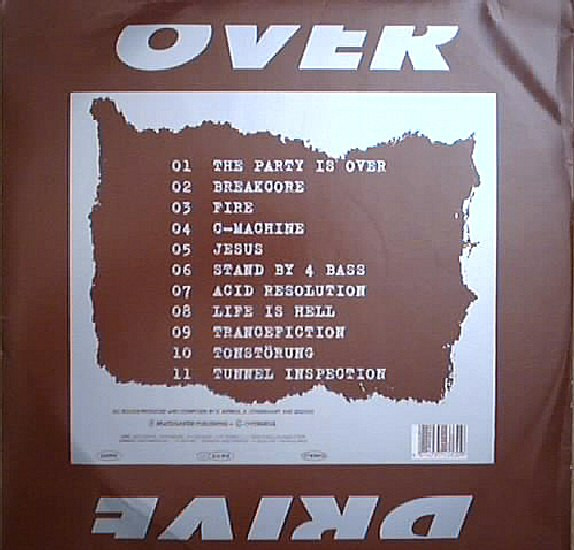 OVER
01 THE PARTY IS OVER
02 BREAKCORE
03 FIRE
04 C-MACHINE
05 JESUS
06 STAND BY 4 BASS
07 ACID RESOLUTION
08 LIFE IS HELL
09 TRANCEFICTION
10 TONSTÖRUNG
11 TUNNEL INSPECTION
DRIVE